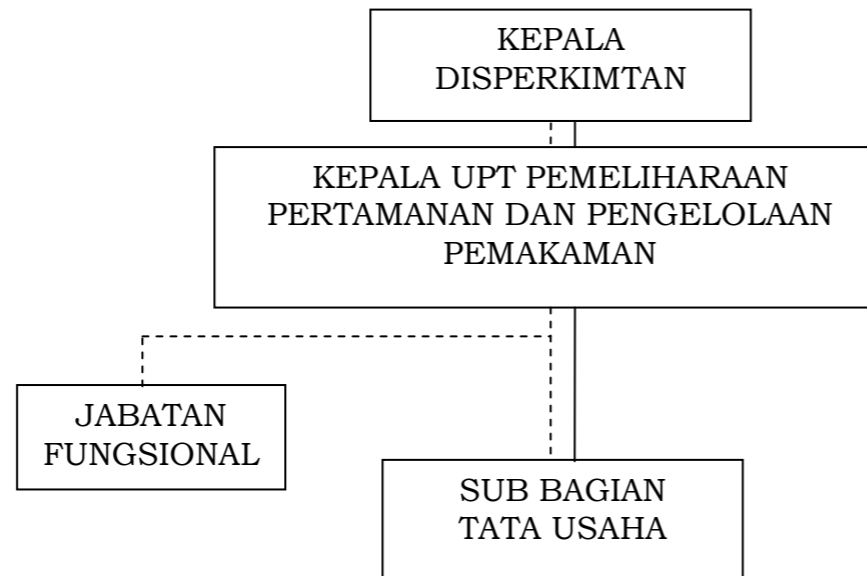 KEPALA
DISPERKIMTAN
KEPALA UPT PEMELIHARAAN
PERTAMANAN DAN PENGELOLAAN
PEMAKAMAN
JABATAN
FUNGSIONAL
SUB BAGIAN
TATA USAHA